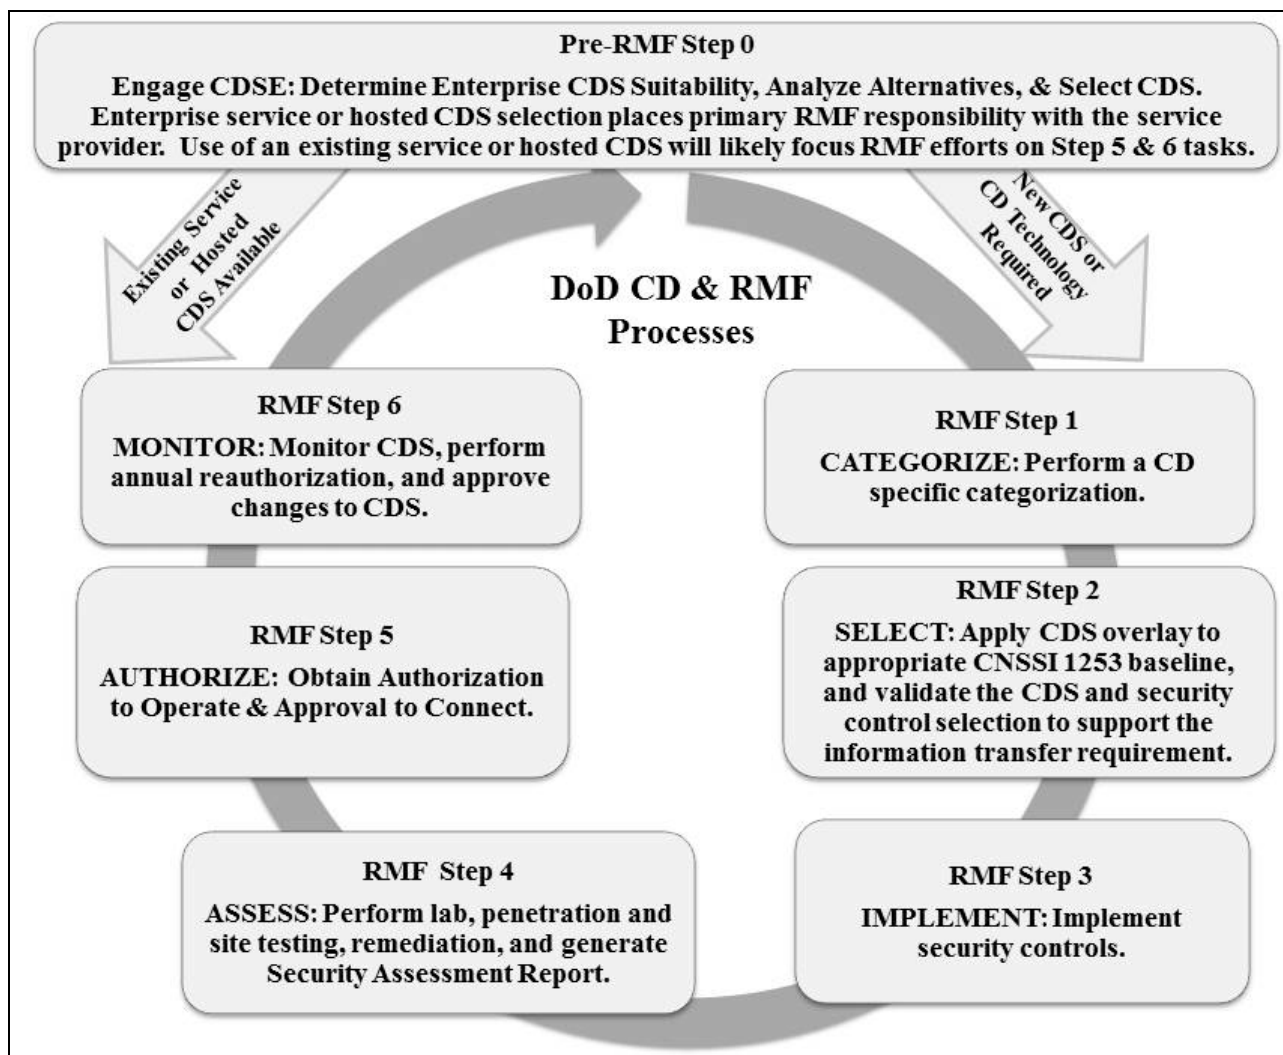 Pre-RMF Step 0
Engage CDSE: Determine Enterprise CDS Suitability, Analyze Alternatives, & Select CDS.
Enterprise service or hosted CDS selection places primary RMF responsibility with the service
provider. Use of an existing service or hosted CDS will likely focus RMF efforts on Step 5 & 6 tasks.
Existing Service
or Hosted
CDS Available
New CDS or
CD Technology
Required
DoD CD & RMF
Processes
RMF Step 1
CATEGORIZE: Perform a CD
specific categorization.
RMF Step 2
SELECT: Apply CDS overlay to
appropriate CNSSI 1253 baseline,
and validate the CDS and security
control selection to support the
information transfer requirement.
RMF Step 3
IMPLEMENT: Implement
security controls.
RMF Step 4
ASSESS: Perform lab, penetration and
site testing, remediation, and generate
Security Assessment Report.
RMF Step 5
AUTHORIZE: Obtain Authorization
to Operate & Approval to Connect.
RMF Step 6
MONITOR: Monitor CDS, perform
annual reauthorization, and approve
changes to CDS.